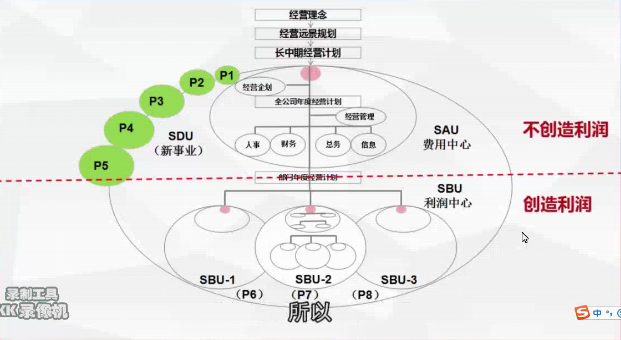 经营理念
经营远景规划
长中期经营计划
P1
P2
P3
P4
P5
经营企划
全公司年度经营计划
经营管理
人事
财务
总务
信息
SDU
（新事业）
SAU
费用中心
不创造利润
部门年度经营计划
SBU
利润中心
创造利润
SBU-1
SBU-2
SBU-3
（P6）
（P7）
（P8）
所以
录制工具
KK录像机
中